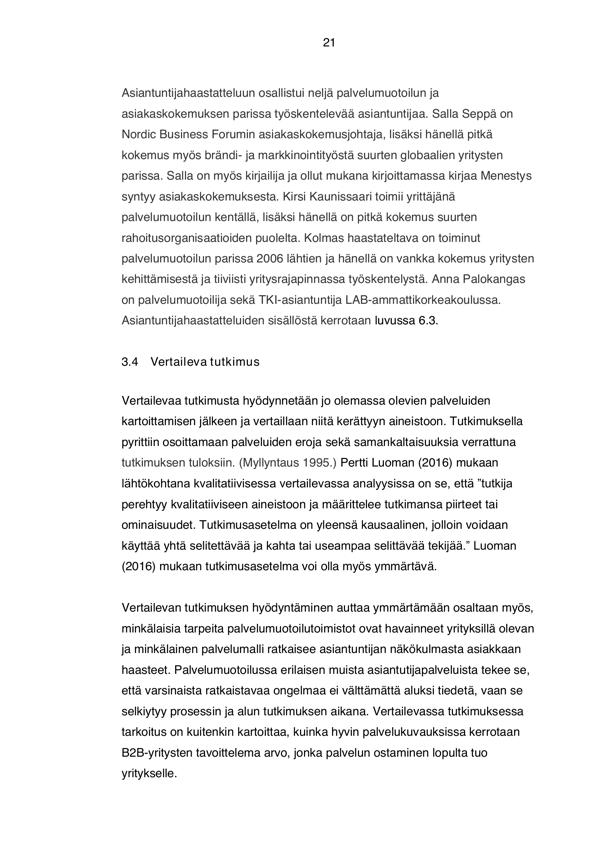 21
Asiantuntijahaastatteluun osallistui neljä palvelumuotoilun ja
asiakaskokemuksen parissa työskentelevää asiantuntijaa. Salla Seppä on
Nordic Business Forumin asiakaskokemusjohtaja, lisäksi hänellä pitkä
kokemus myös brändi- ja markkinointityöstä suurten globaalien yritysten
parissa. Salla on myös kirjailija ja ollut mukana kirjoittamassa kirjaa Menestys
syntyy asiakaskokemuksesta. Kirsi Kaunissaari toimii yrittäjänä
palvelumuotoilun kentällä, lisäksi hänellä on pitkä kokemus suurten
rahoitusorganisaatioiden puolelta. Kolmas haastateltava on toiminut
palvelumuotoilun parissa 2006 lähtien ja hänellä on vankka kokemus yritysten
kehittämisestä ja tiiviisti yritysrajapinnassa työskentelystä. Anna Palokangas
on palvelumuotoilija sekä TKI-asiantuntija LAB-ammattikorkeakoulussa.
Asiantuntijahaastatteluiden sisällöstä kerrotaan luvussa 6.3.
3.4 Vertaileva tutkimus
Vertailevaa tutkimusta hyödynnetään jo olemassa olevien palveluiden
kartoittamisen jälkeen ja vertaillaan niitä kerättyyn aineistoon. Tutkimuksella
pyrittiin osoittamaan palveluiden eroja sekä samankaltaisuuksia verrattuna
tutkimuksen tuloksiin. (Myllyntaus 1995.) Pertti Luoman (2016) mukaan
lähtökohtana kvalitatiivisessa vertailevassa analyysissa on se, että ”tutkija
perehtyy kvalitatiiviseen aineistoon ja määrittelee tutkimansa piirteet tai
ominaisuudet. Tutkimusasetelma on yleensä kausaalinen, jolloin voidaan
käyttää yhtä selitettävää ja kahta tai useampaa selittävää tekijää.” Luoman
(2016) mukaan tutkimusasetelma voi olla myös ymmärtävä.
Vertailevan tutkimuksen hyödyntäminen auttaa ymmärtämään osaltaan myös,
minkälaisia tarpeita palvelumuotoilutoimistot ovat havainneet yrityksillä olevan
ja minkälainen palvelumalli ratkaisee asiantuntijan näkökulmasta asiakkaan
haasteet. Palvelumuotoilussa erilaisen muista asiantutijapalveluista tekee se,
että varsinaista ratkaistavaa ongelmaa ei välttämättä aluksi tiedetä, vaan se
selkiytyy prosessin ja alun tutkimuksen aikana. Vertailevassa tutkimuksessa
tarkoitus on kuitenkin kartoittaa, kuinka hyvin palvelukuvauksissa kerrotaan
B2B-yritysten tavoittelema arvo, jonka palvelun ostaminen lopulta tuo
yritykselle.